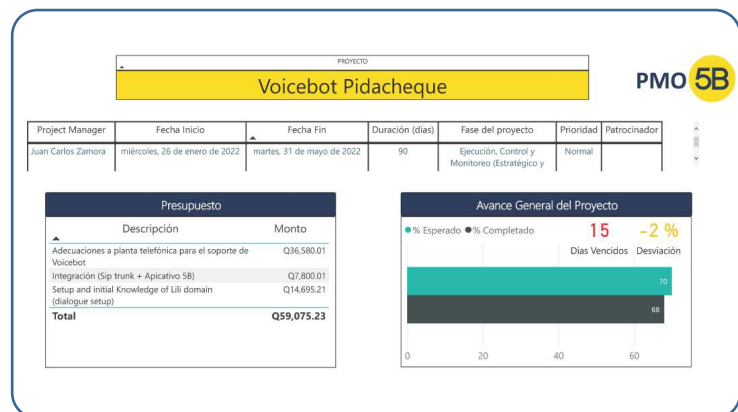 PROYECTO
Voicebot Pidacheque
PMO 5B
Project Manager Fecha Inicio Fecha Fin Duración (dias) Fase del proyecto Prioridad Patrocinador
Juan Carlos Zamora miércoles, 26 de enero de 2022 martes, 31 de mayo de 2022 90 Ejecución, Control y Normal
Monitoreo (Estratégico y
Presupuesto
Descripción Monto
Adecuaciones a planta telefónica para el soporte de Q36,580.01
Voicebot
Integración (Sip trunk + Apicativo 5B) Q7,800.01
Setup and initial Knowledge of Lili domain Q14,695.21
(dialogue setup)
Total Q59,075.23
Avance General del Proyecto
% Esperado % Completado 15 -2 %
Días Vencidos Desviación
70
68
0 20 40 60